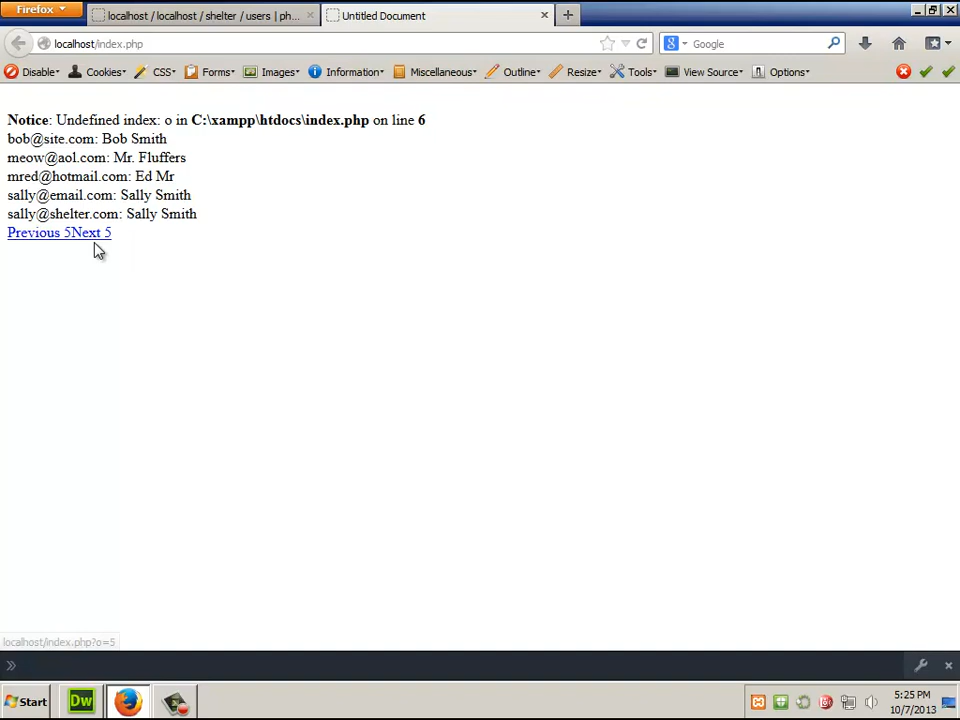 Firefox
localhost / localhost / shelter / users | ph...
Untitled Document
localhost/index.php
Google
Disable
Cookies
CSS
Forms
Images
Information
Miscellaneous
Outline
Resize
Tools
View Source
Options
Notice: Undefined index: o in C:\xampp\htdocs\index.php on line 6
bob@site.com: Bob Smith
meow@aol.com: Mr. Fluffers
mred@hotmail.com: Ed Mr
sally@email.com: Sally Smith
sally@shelter.com: Sally Smith
Previous 5Next 5
localhost/index.php?o=5
Start
Dw
5:25 PM
10/7/2013